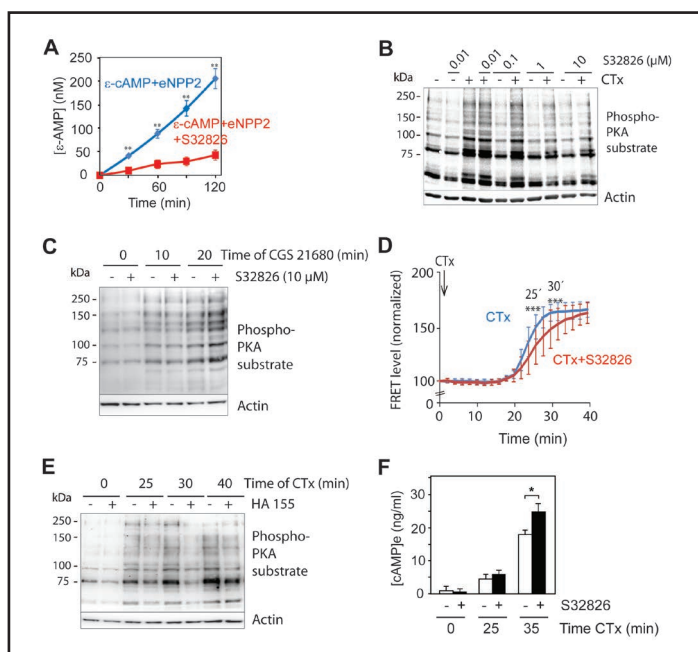 A
[ε-AMP] (nM)
250
200
150
100
50
0
ε-cAMP+eNPP2
ε-cAMP+eNPP2
+S32826
** ** ** **
0 60 90 120
Time (min)
B
- 0.01 - 0.01 0.1 1 10 S32826 (μM)
- - + + - + - + - + CTx
kDa
250 -
150 -
100 -
75 -
Phospho-
PKA
substrate
Actin
C
0 10 20 Time of CGS 21680 (min)
- + - + - + S32826 (10 μM)
kDa
250 -
150 -
100 -
75 -
Phospho-
PKA
substrate
Actin
D
FRET level (normalized)
CTx
200
150
100
0
25´ 30´
*** ***
CTx
CTx+S32826
0 10 20 30 40
Time (min)
E
0 25 30 40 Time of CTx (min)
- + - + - + - + HA 155
kDa
250 -
150 -
100 -
75 -
Phospho-
PKA
substrate
Actin
F
[cAMP]e (ng/ml)
30
20
10
0
*
- + - + - + S32826
0 25 35 Time CTx (min)